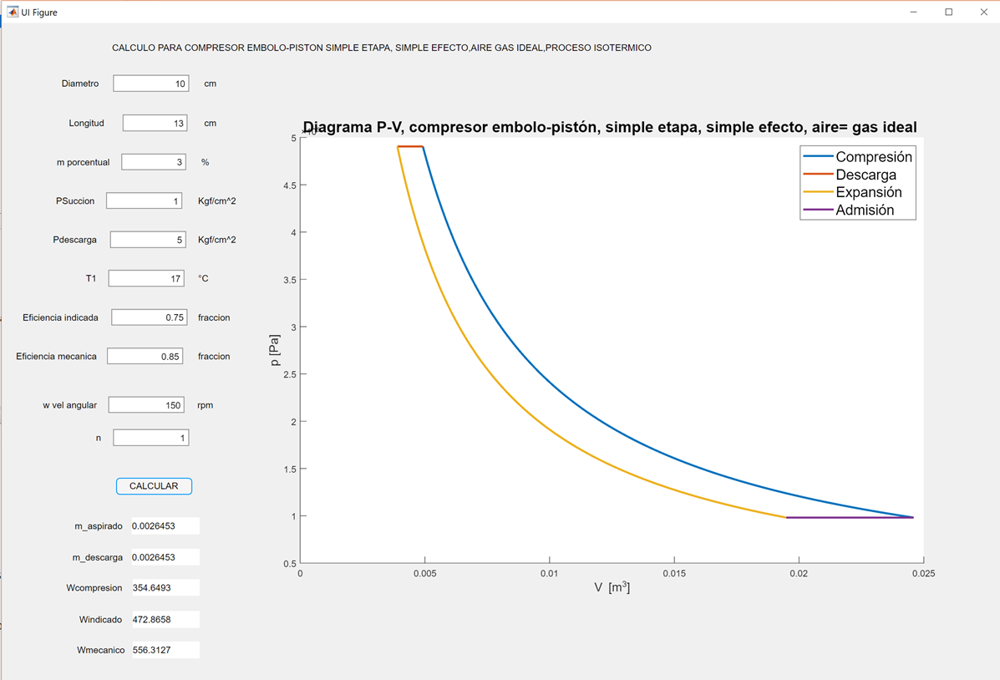 UI Figure
CALCULO PARA COMPRESOR EMBOLO-PISTON SIMPLE ETAPA, SIMPLE EFECTO,AIRE GAS IDEAL,PROCESO ISOTERMICO
Diametro 10 cm
Longitud 13 cm
m porcentual 3 %
PSuccion 1 Kgf/cm^2
Pdescarga 5 Kgf/cm^2
T1 17 °C
Eficiencia indicada 0.75 fraccion
Eficiencia mecanica 0.85 fraccion
w vel angular 150 rpm
n 1
CALCULAR
m_aspirado 0.0026453
m_descarga 0.0026453
Wcompresion 354.6493
Windicado 472.8658
Wmecanico 556.3127
Diagrama P-V, compresor embolo-pistón, simple etapa, simple efecto, aire= gas ideal
Compresión
Descarga
Expansión
Admisión
5
4.5
4
3.5
3
2.5
2
1.5
1
0.5
p [Pa]
0 0.005 0.01 0.015 0.02 0.025
V [m³]